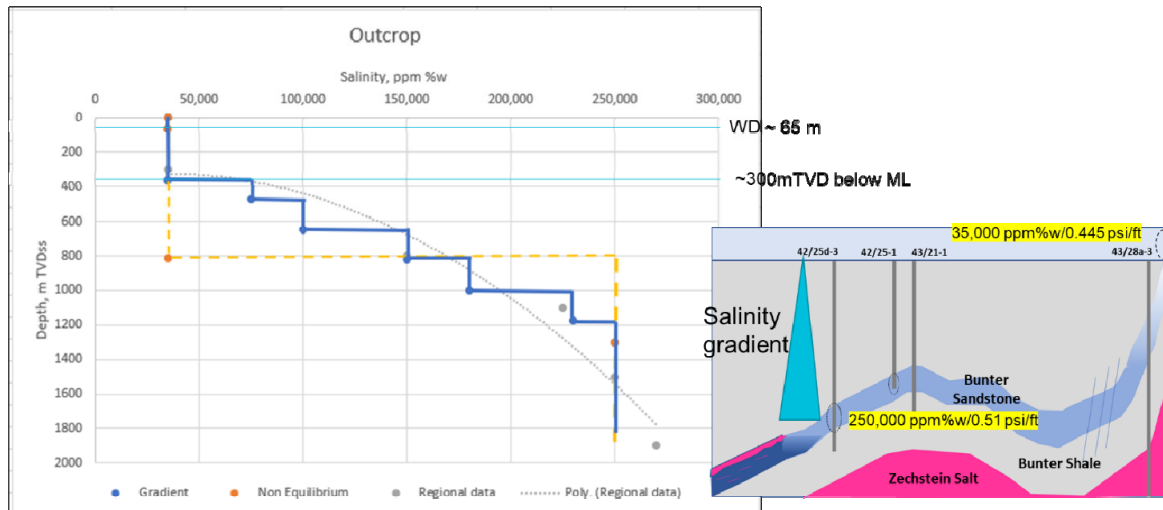 Outcrop
Salinity, ppm %w
0 50,000 100,000 150,000 200,000 250,000 300,000
Depth, m TVDss
0
200
400
600
800
1000
1200
1400
1600
1800
2000
Gradient Non Equilibrium Regional data Poly. (Regional data)
WD ~ 65 m
~300mTVD below ML
35,000 ppm%w/0.445 psi/ft
42/25d-3 42/25-1 43/21-1 43/28a-3
Salinity
gradient
Bunter
Sandstone
250,000 ppm%w/0.51 psi/ft
Bunter Shale
Zechstein Salt